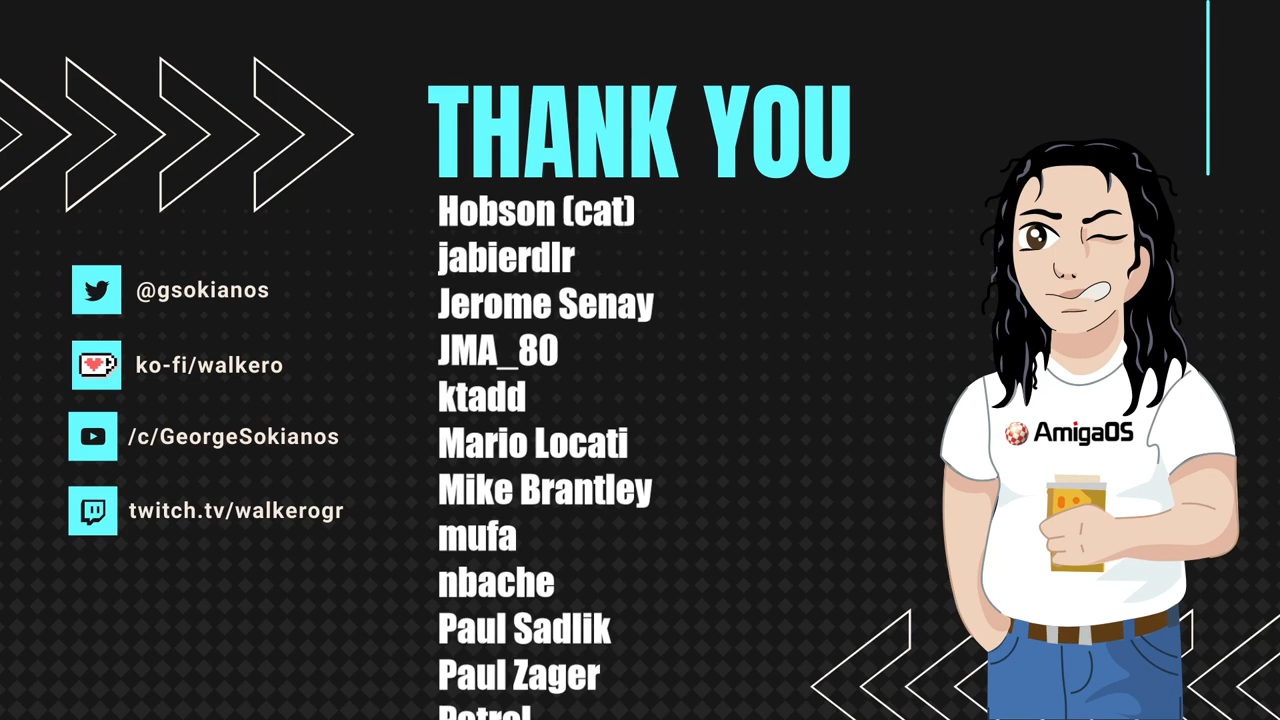 THANK YOU
Hobson (cat)
jabierdlr
Jerome Senay
JMA_80
ktadd
Mario Locati
Mike Brantley
mufa
nbache
Paul Sadlik
Paul Zager
@gsokianos
ko-fi/walkero
/c/GeorgeSokianos
twitch.tv/walkerogr
AmigaOS